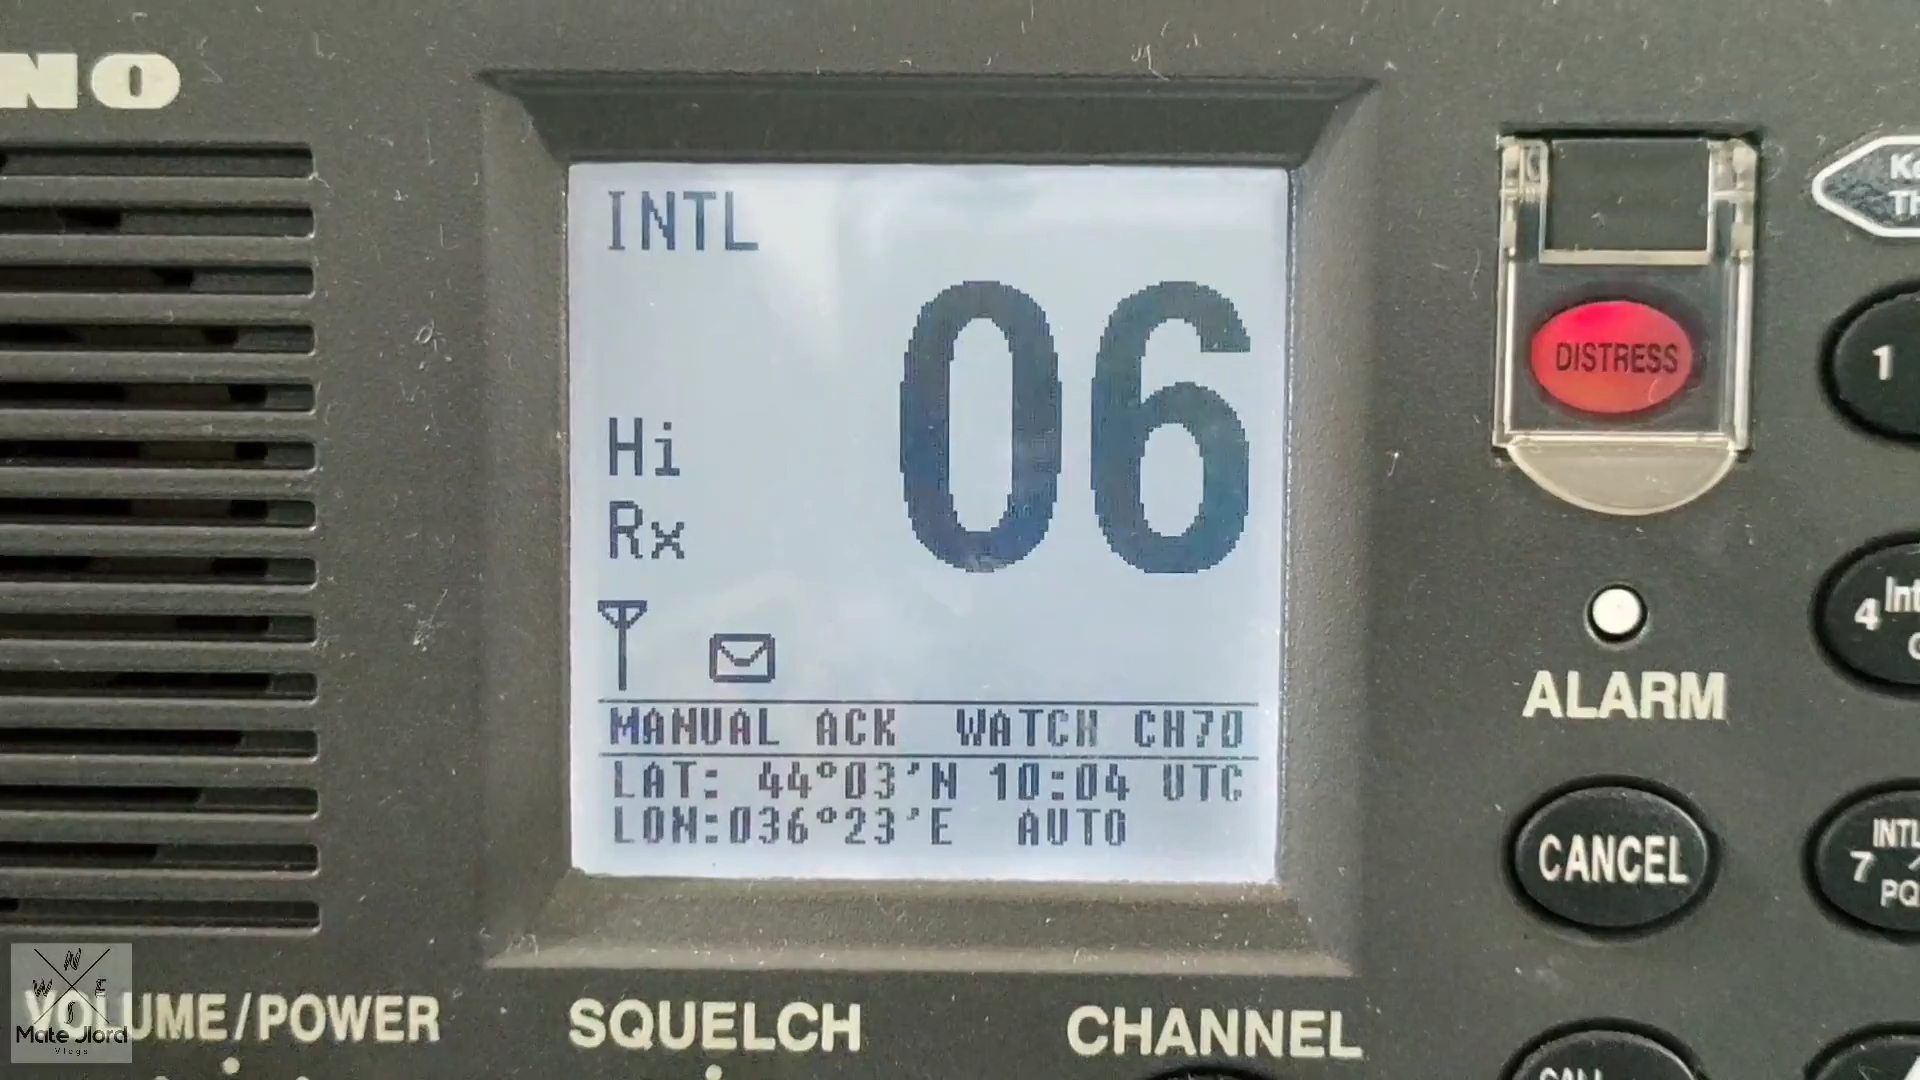 NO
INTL
06
Hi
Rx
MANUAL ACK WATCH CH70
LAT: 44°03'N 10:04 UTC
LON:036°23'E AUTO
DISTRESS
ALARM
CANCEL
1
4
INTL
7
VOLUME/POWER
SQUELCH
CHANNEL
N
W E
S
Mate Jlord
Vlogs